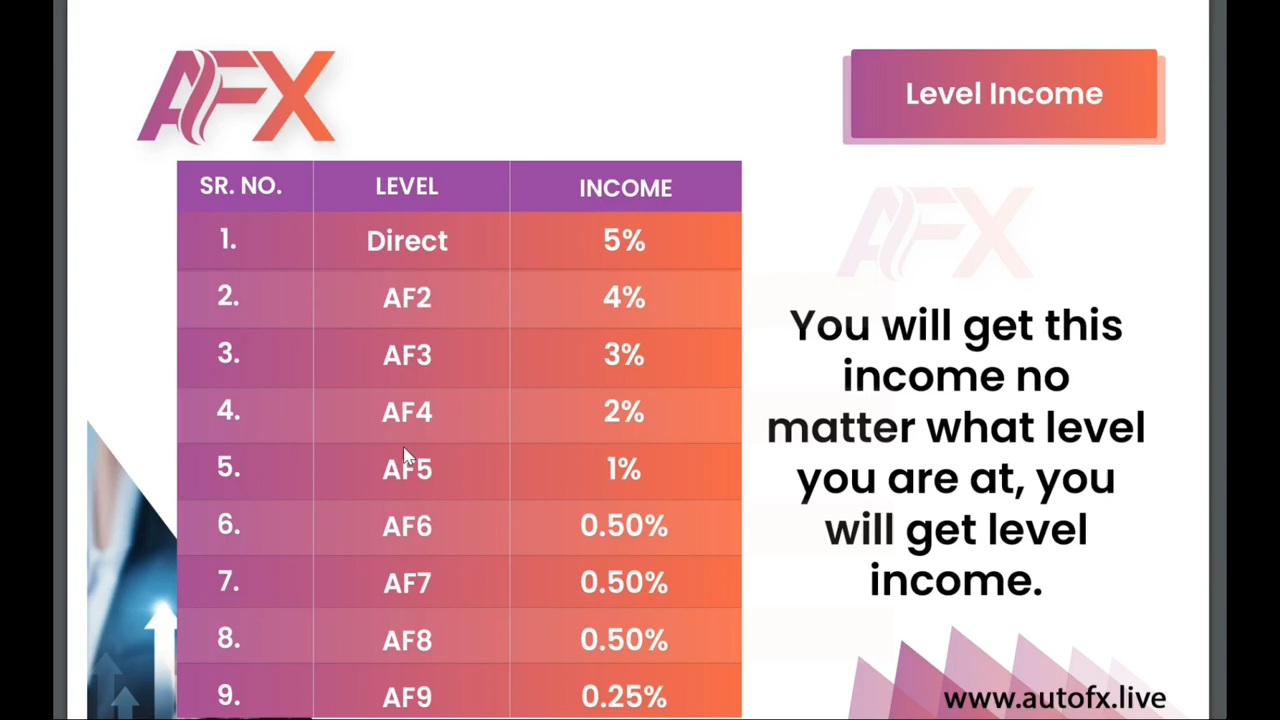 AFX
Level Income
SR. NO. LEVEL INCOME
1. Direct 5%
2. AF2 4%
3. AF3 3%
4. AF4 2%
5. AF5 1%
6. AF6 0.50%
7. AF7 0.50%
8. AF8 0.50%
9. AF9 0.25%
AFX
You will get this
income no
matter what level
you are at, you
will get level
income.
www.autofx.live